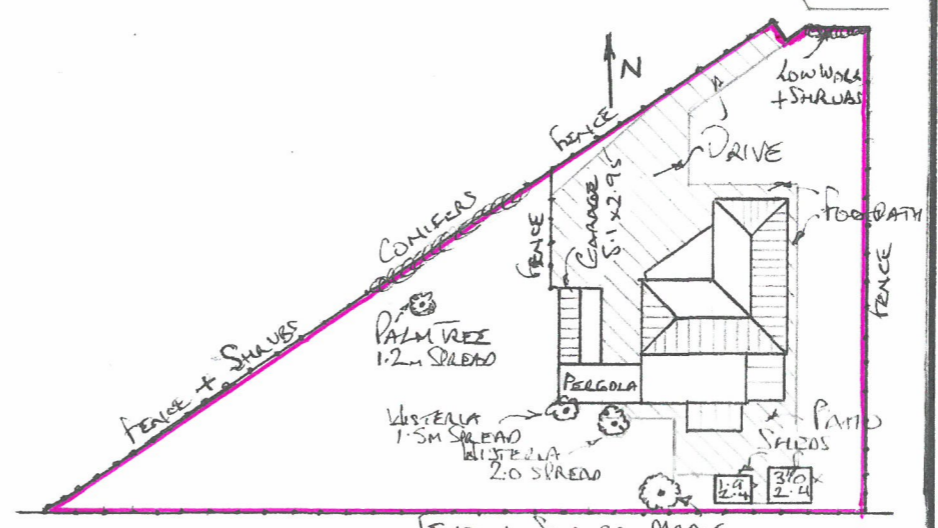 LOW WALL
+ SHRUBS
N
FENCE
DRIVE
FOOTPATH
CONIFERS
FENCE
GARAGE
5.1 x 2.95
FENCE
PALM TREE
1.2m SPREAD
FENCE + SHRUBS
PERGOLA
WISTERIA
1.5m SPREAD
WISTERIA
2.0 SPREAD
PATIO
SHEDS
1.9
2.4
3.0
2.4